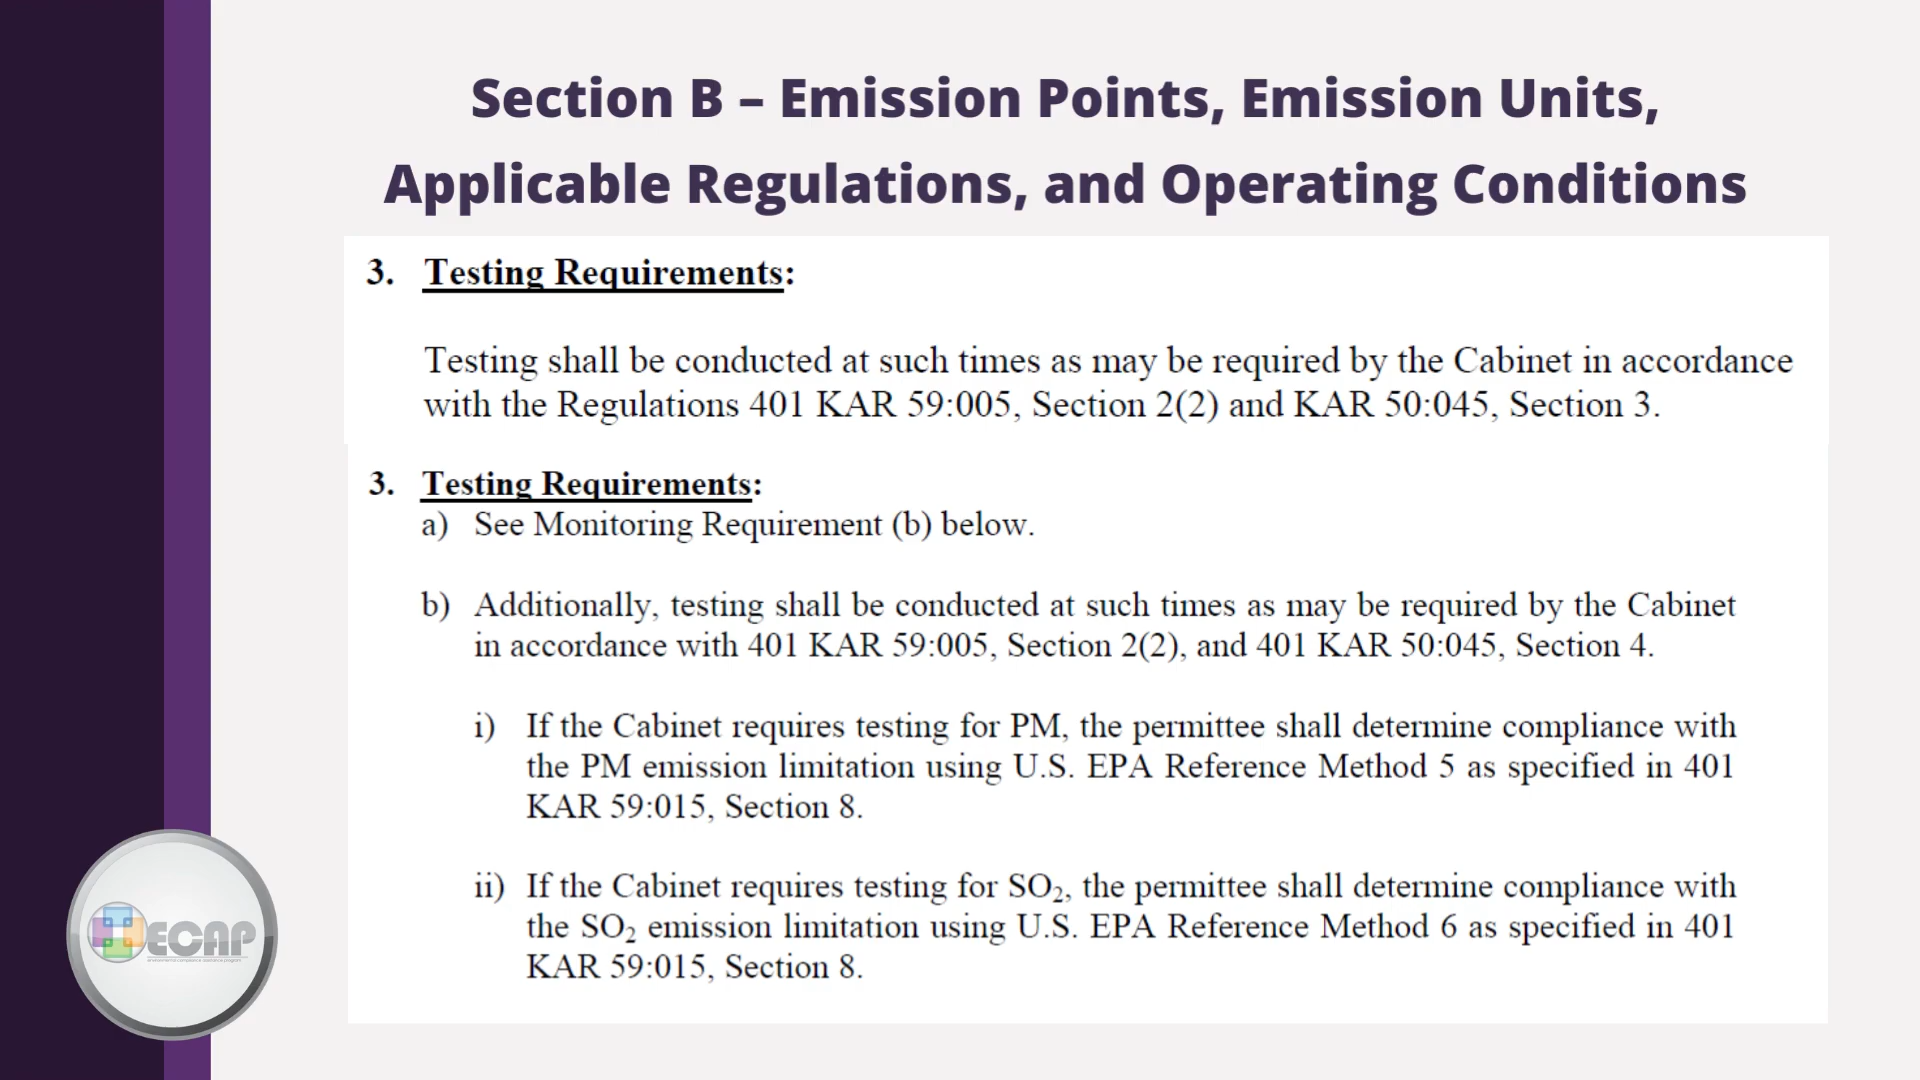 Section B – Emission Points, Emission Units,
Applicable Regulations, and Operating Conditions
3. Testing Requirements:
Testing shall be conducted at such times as may be required by the Cabinet in accordance
with the Regulations 401 KAR 59:005, Section 2(2) and KAR 50:045, Section 3.
3. Testing Requirements:
a) See Monitoring Requirement (b) below.
b) Additionally, testing shall be conducted at such times as may be required by the Cabinet
in accordance with 401 KAR 59:005, Section 2(2), and 401 KAR 50:045, Section 4.
i) If the Cabinet requires testing for PM, the permittee shall determine compliance with
the PM emission limitation using U.S. EPA Reference Method 5 as specified in 401
KAR 59:015, Section 8.
ii) If the Cabinet requires testing for SO₂, the permittee shall determine compliance with
the SO₂ emission limitation using U.S. EPA Reference Method 6 as specified in 401
KAR 59:015, Section 8.
ECAP
environmental compliance assistance program